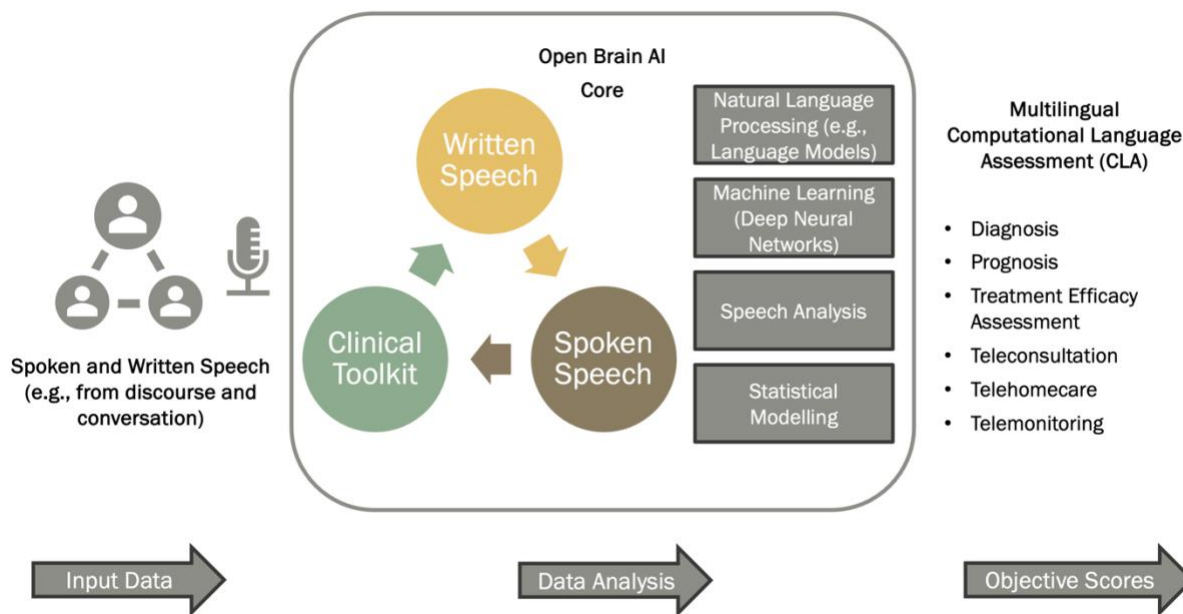 Spoken and Written Speech
(e.g., from discourse and
conversation)
Open Brain AI
Core
Written
Speech
Spoken
Speech
Clinical
Toolkit
Natural Language
Processing (e.g.,
Language Models)
Machine Learning
(Deep Neural
Networks)
Speech Analysis
Statistical
Modelling
Multilingual
Computational Language
Assessment (CLA)
• Diagnosis
• Prognosis
• Treatment Efficacy
Assessment
• Teleconsultation
• Telehomecare
• Telemonitoring
Input Data
Data Analysis
Objective Scores